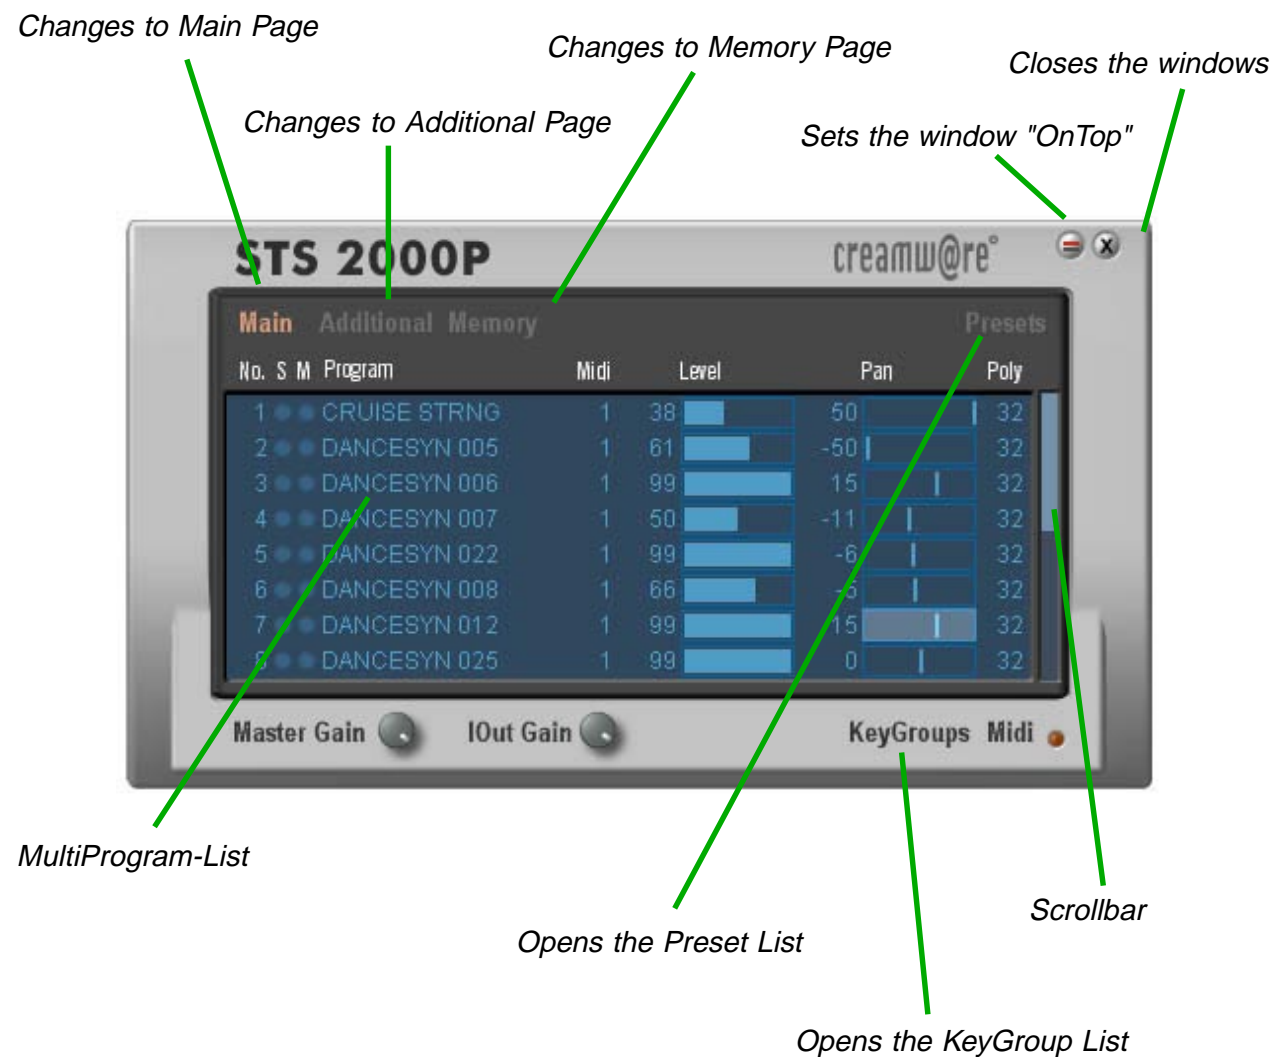 Changes to Main Page
Changes to Memory Page
Closes the windows
Changes to Additional Page
Sets the window "OnTop"
STS 2000P
creamw@re°
X
Main Additional Memory Presets
No. S M Program Midi Level Pan Poly
1 CRUISE STRNG 1 38 50 32
2 DANCESYN 005 1 61 -50 32
3 DANCESYN 006 1 99 15 32
4 DANCESYN 007 1 50 -11 32
5 DANCESYN 022 1 99 -6 32
6 DANCESYN 008 1 66 -5 32
7 DANCESYN 012 1 99 15 32
8 DANCESYN 025 1 99 0 32
Master Gain IOut Gain KeyGroups Midi
MultiProgram-List
Scrollbar
Opens the Preset List
Opens the KeyGroup List